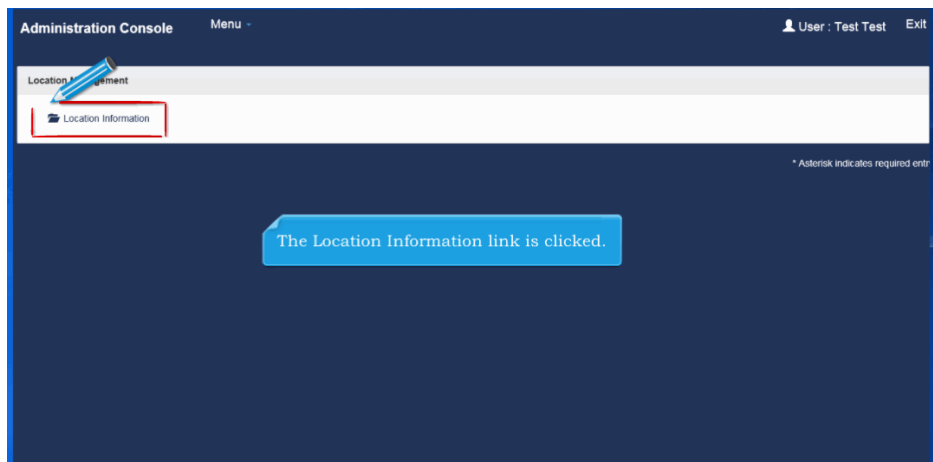 Administration Console Menu User : Test Test Exit
Location Management
Location Information
* Asterisk indicates required entr
The Location Information link is clicked.